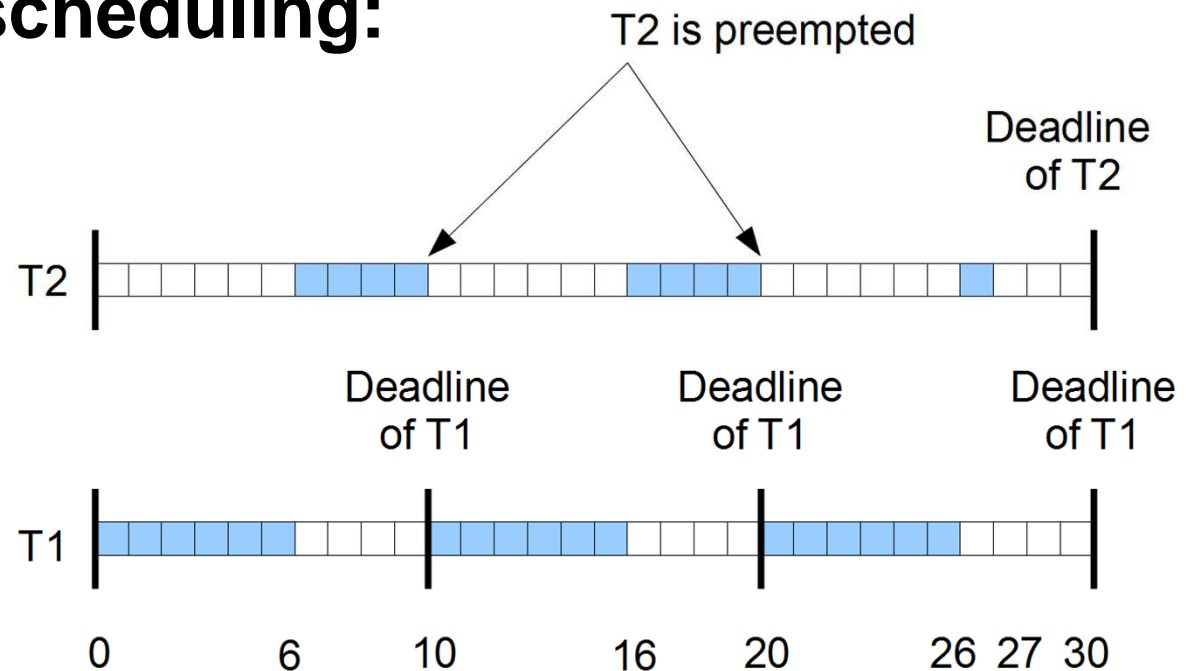 scheduling:
T2 is preempted
Deadline
of T2
T2
Deadline
of T1
Deadline
of T1
Deadline
of T1
T1
0 6 10 16 20 26 27 30